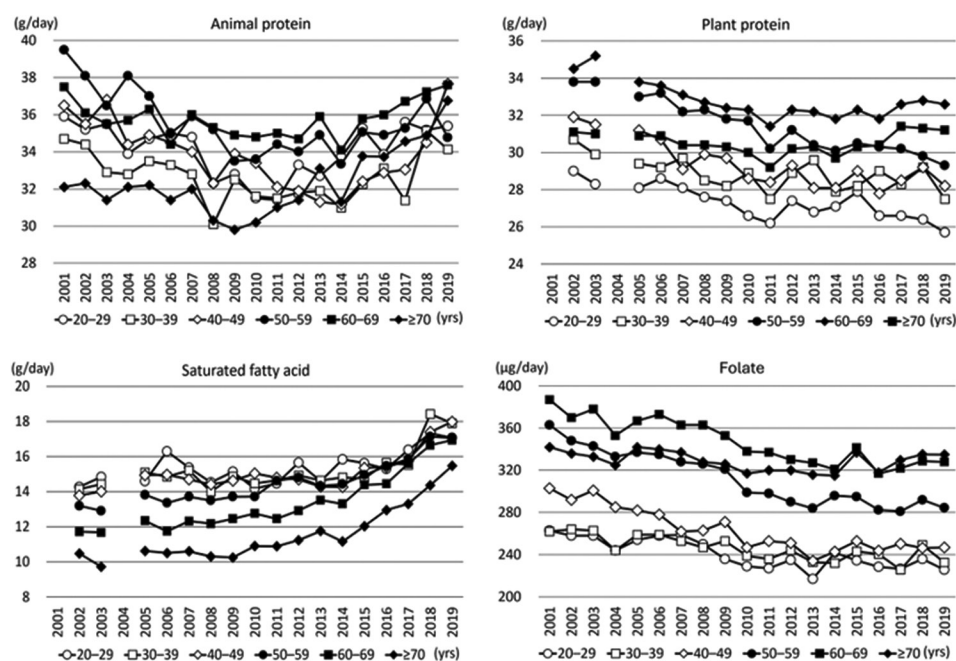 (g/day) Animal protein
40
38
36
34
32
30
28
2001 2002 2003 2004 2005 2006 2007 2008 2009 2010 2011 2012 2013 2014 2015 2016 2017 2018 2019
20–29 30–39 40–49 50–59 60–69 ≥70 (yrs)
(g/day) Plant protein
36
34
32
30
28
26
24
2001 2002 2003 2004 2005 2006 2007 2008 2009 2010 2011 2012 2013 2014 2015 2016 2017 2018 2019
20–29 30–39 40–49 50–59 60–69 ≥70 (yrs)
(g/day) Saturated fatty acid
20
18
16
14
12
10
8
2001 2002 2003 2004 2005 2006 2007 2008 2009 2010 2011 2012 2013 2014 2015 2016 2017 2018 2019
20–29 30–39 40–49 50–59 60–69 ≥70 (yrs)
(μg/day) Folate
400
360
320
280
240
200
2001 2002 2003 2004 2005 2006 2007 2008 2009 2010 2011 2012 2013 2014 2015 2016 2017 2018 2019
20–29 30–39 40–49 50–59 60–69 ≥70 (yrs)